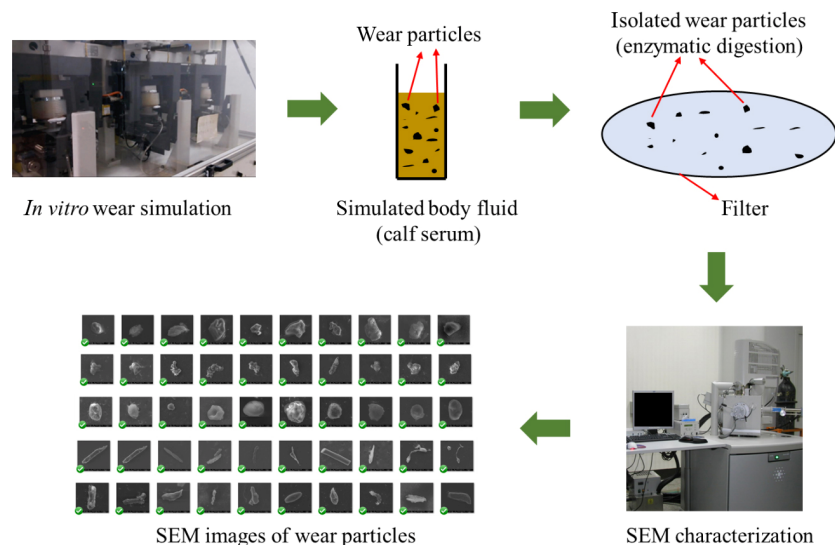 Wear particles
Isolated wear particles
(enzymatic digestion)
In vitro wear simulation
Simulated body fluid
(calf serum)
Filter
SEM images of wear particles
SEM characterization